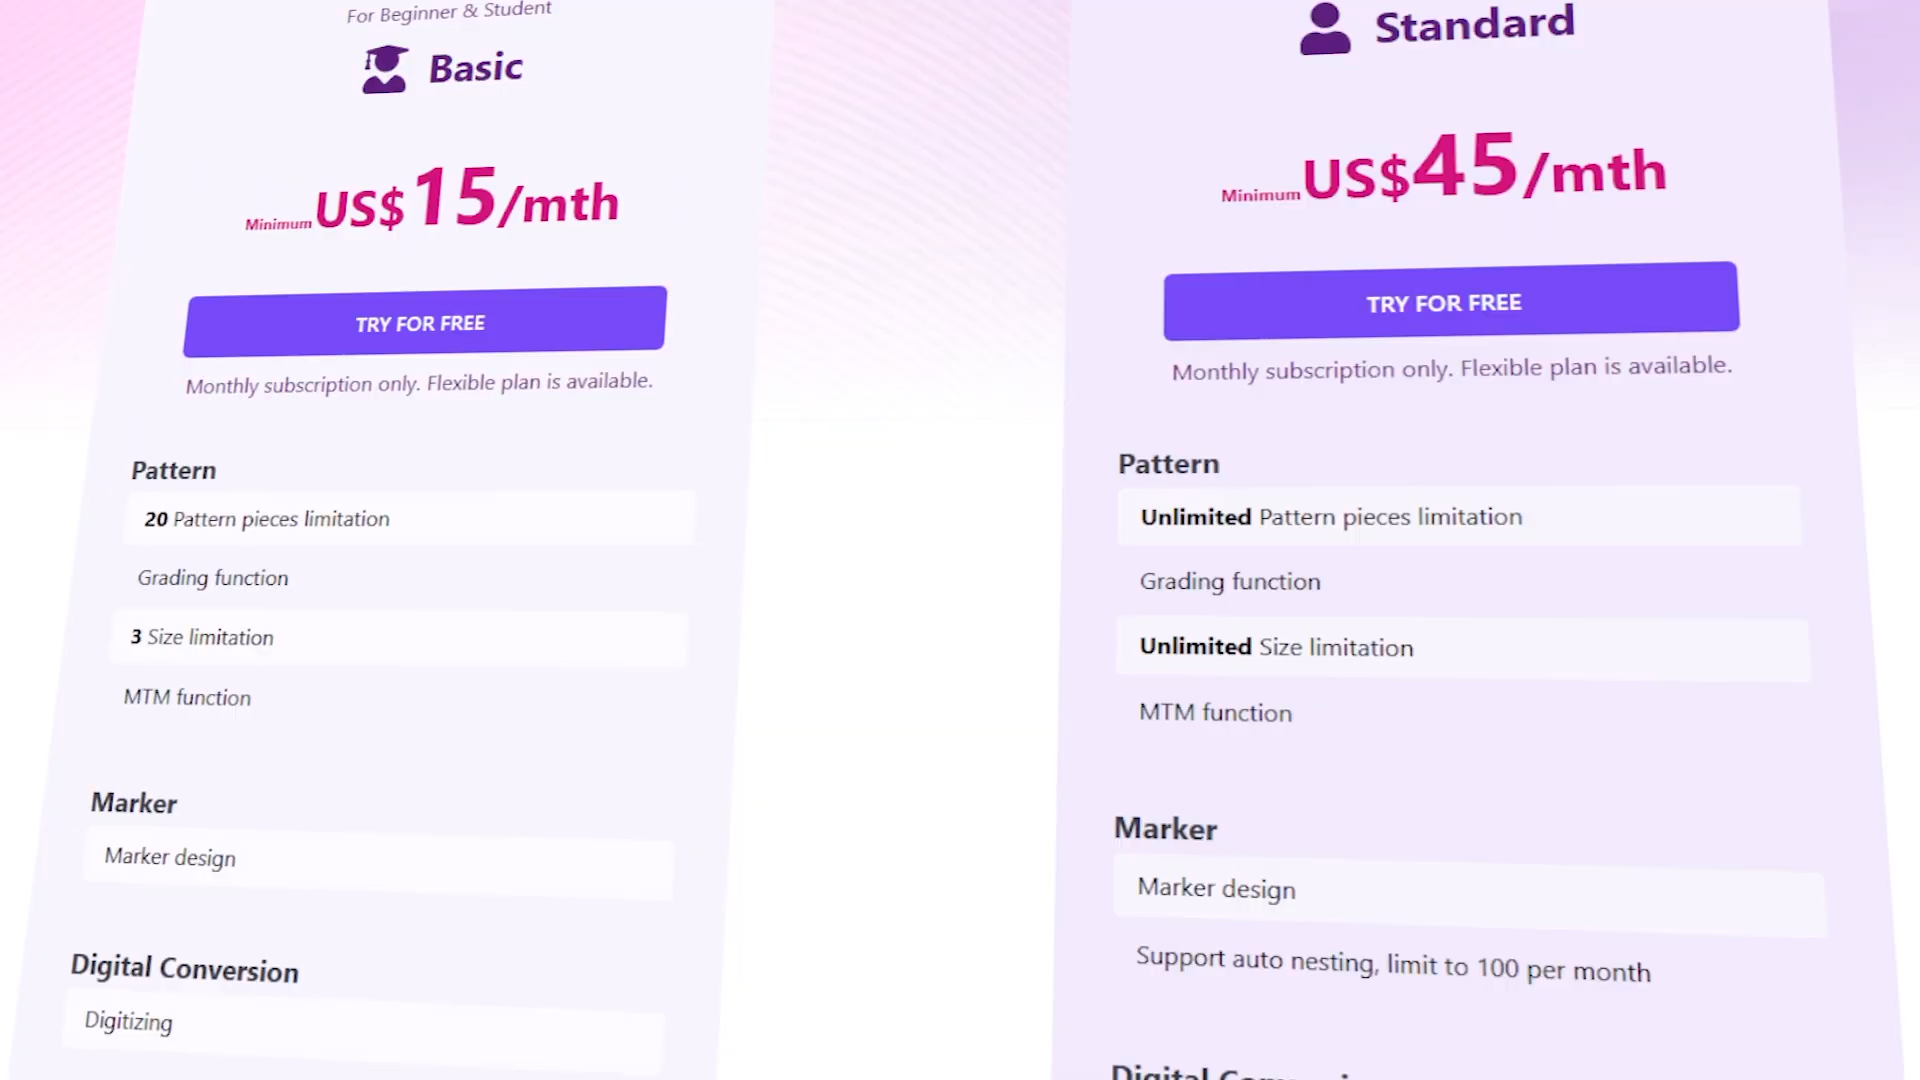 For Beginner & Student
Basic
Minimum US$15/mth
TRY FOR FREE
Monthly subscription only. Flexible plan is available.
Pattern
20 Pattern pieces limitation
Grading function
3 Size limitation
MTM function
Marker
Marker design
Digital Conversion
Digitizing
Standard
Minimum US$45/mth
TRY FOR FREE
Monthly subscription only. Flexible plan is available.
Pattern
Unlimited Pattern pieces limitation
Grading function
Unlimited Size limitation
MTM function
Marker
Marker design
Support auto nesting, limit to 100 per month
Digital